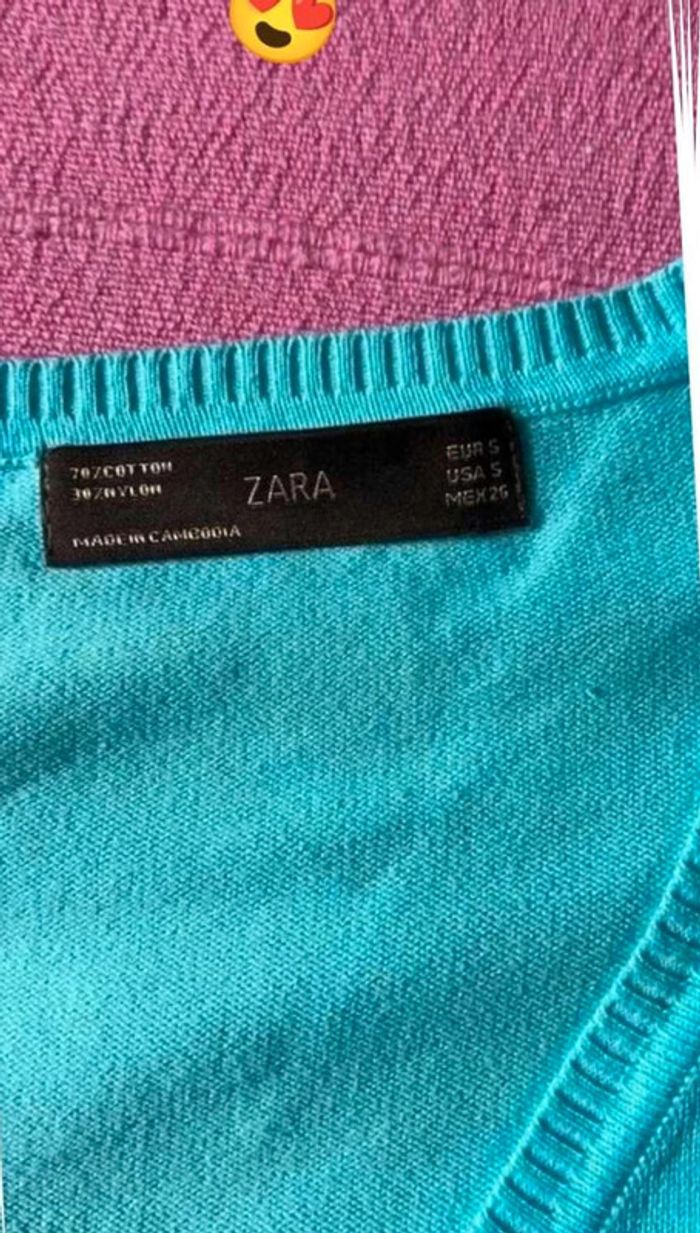 70%COTTON
30%NYLON
MADE IN CAMBODIA
ZARA
EUR S
USA S
MEX 26